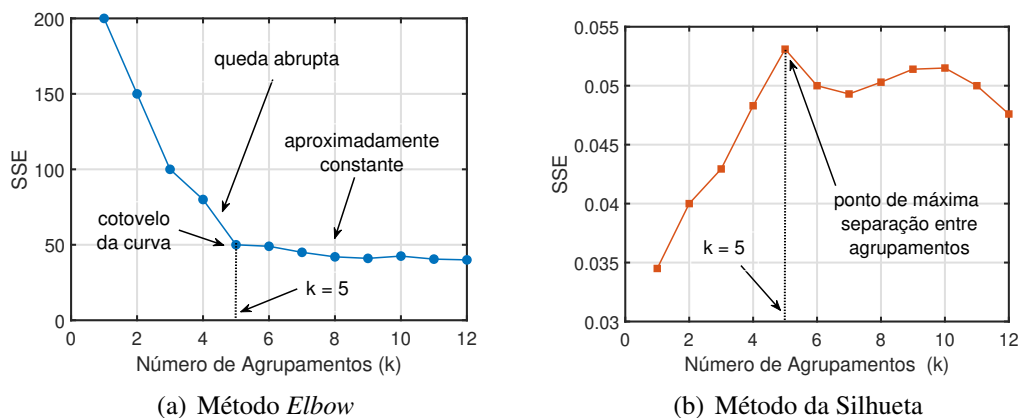 200
150
100
50
0
SSE
queda abrupta
aproximadamente
constante
cotovelo
da curva
k = 5
0 2 4 6 8 10 12
Número de Agrupamentos (k)
(a) Método Elbow
0.055
0.05
0.045
0.04
0.035
0.03
SSE
ponto de máxima
separação entre
agrupamentos
k = 5
0 2 4 6 8 10 12
Número de Agrupamentos (k)
(b) Método da Silhueta